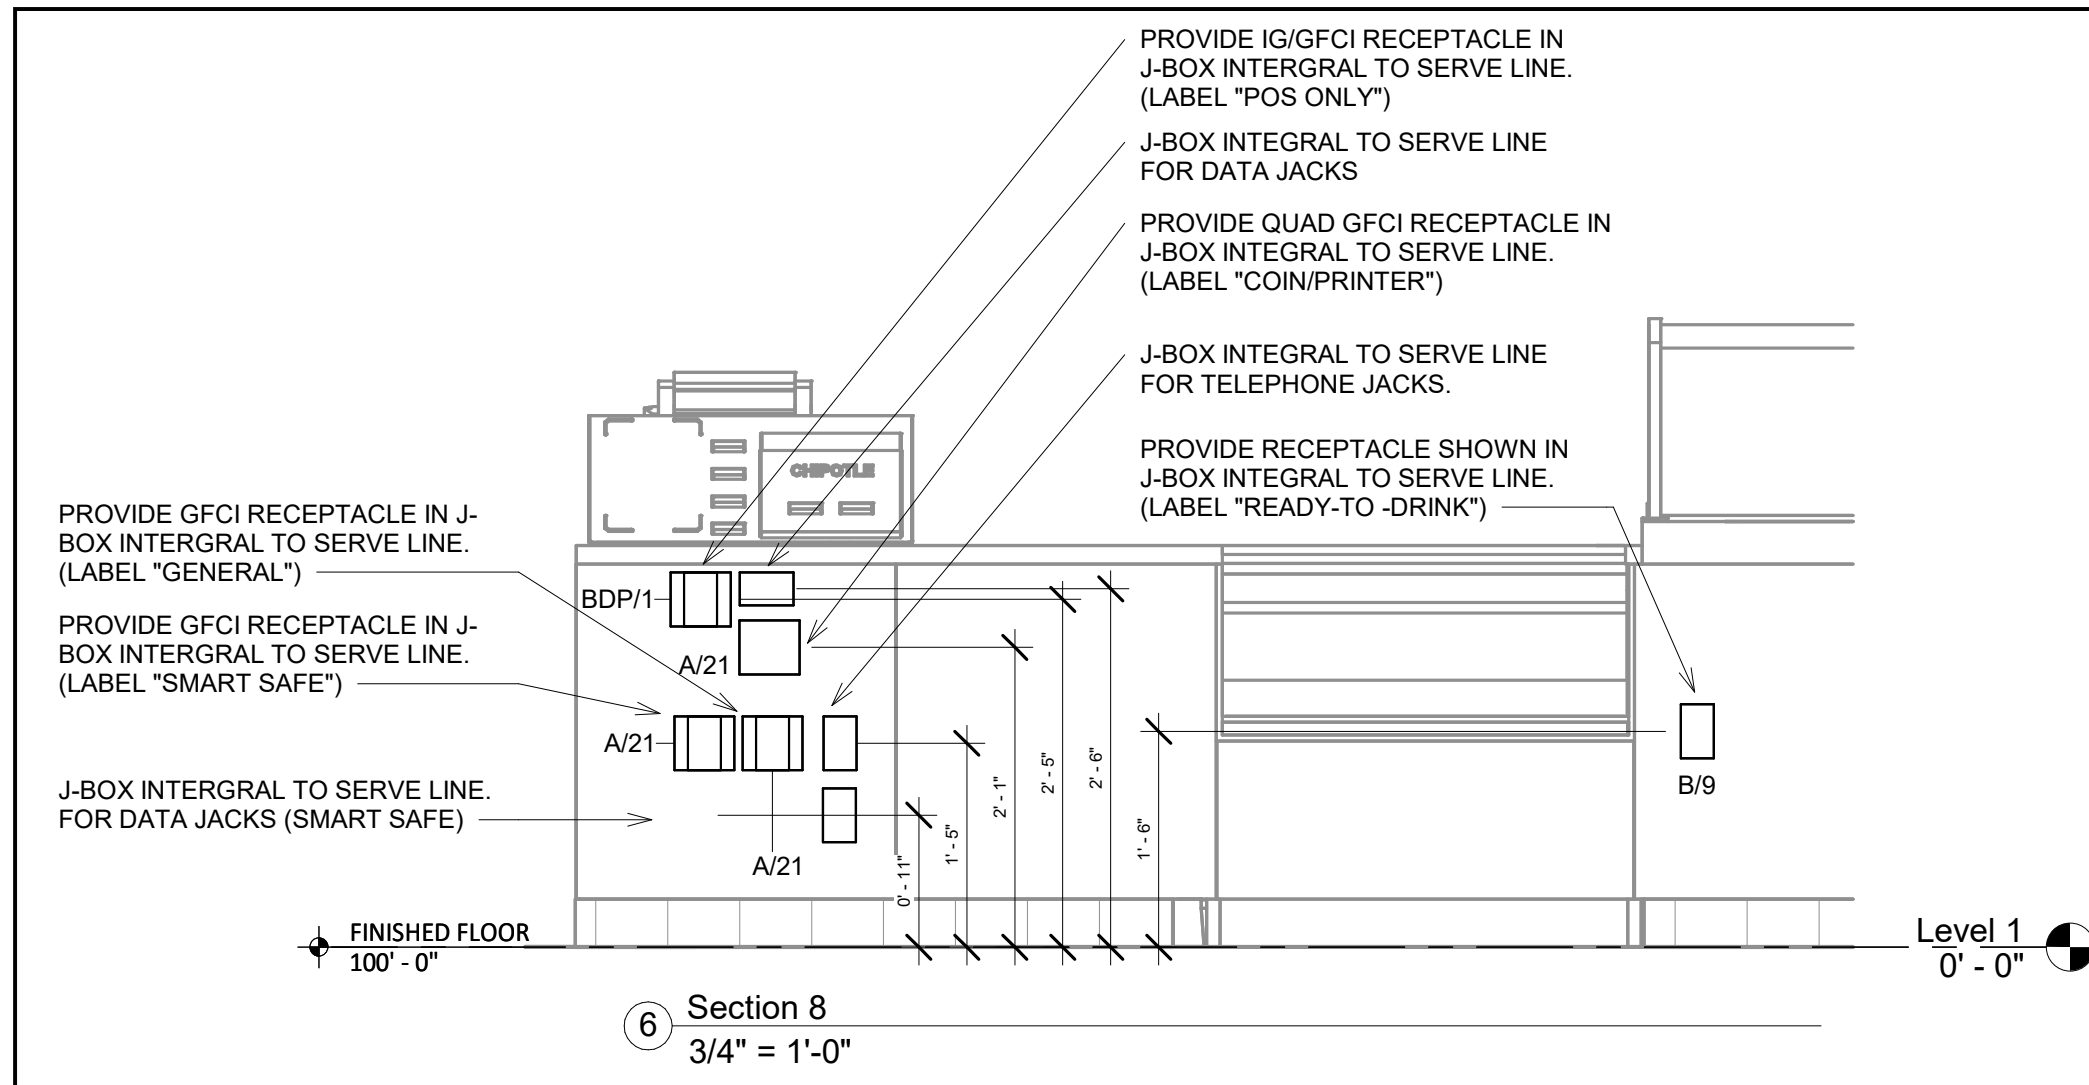 PROVIDE IG/GFCI RECEPTACLE IN
J-BOX INTERGRAL TO SERVE LINE.
(LABEL "POS ONLY")
J-BOX INTEGRAL TO SERVE LINE
FOR DATA JACKS
PROVIDE QUAD GFCI RECEPTACLE IN
J-BOX INTEGRAL TO SERVE LINE.
(LABEL "COIN/PRINTER")
J-BOX INTEGRAL TO SERVE LINE
FOR TELEPHONE JACKS.
PROVIDE RECEPTACLE SHOWN IN
J-BOX INTEGRAL TO SERVE LINE.
(LABEL "READY-TO -DRINK")
CHIPOTLE
PROVIDE GFCI RECEPTACLE IN J-
BOX INTERGRAL TO SERVE LINE.
(LABEL "GENERAL")
PROVIDE GFCI RECEPTACLE IN J-
BOX INTERGRAL TO SERVE LINE.
(LABEL "SMART SAFE")
J-BOX INTERGRAL TO SERVE LINE.
FOR DATA JACKS (SMART SAFE)
BDP/1
A/21
A/21
A/21
B/9
0' - 11"
1' - 5"
2' - 1"
2' - 5"
2' - 6"
1' - 6"
FINISHED FLOOR
100' - 0"
Level 1
0' - 0"
6
Section 8
3/4" = 1'-0"